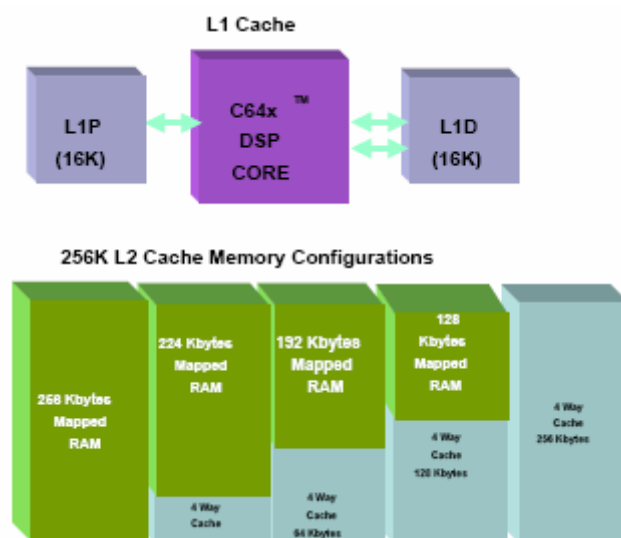 L1 Cache
L1P
(16K)
C64x ™
DSP
CORE
L1D
(16K)
256K L2 Cache Memory Configurations
256 Kbytes
Mapped
RAM
224 Kbytes
Mapped
RAM
4 Way
Cache
192 Kbytes
Mapped
RAM
4 Way
Cache
64 Kbytes
128
Kbytes
Mapped
RAM
4 Way
Cache
128 Kbytes
4 Way
Cache
256 Kbytes